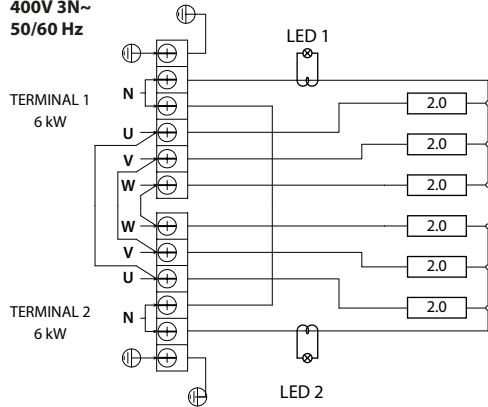 400V 3N~
50/60 Hz
LED 1
N
TERMINAL 1
6 kW
2.0
U
V
2.0
W
2.0
W
2.0
V
2.0
U
2.0
TERMINAL 2
6 kW
N
LED 2